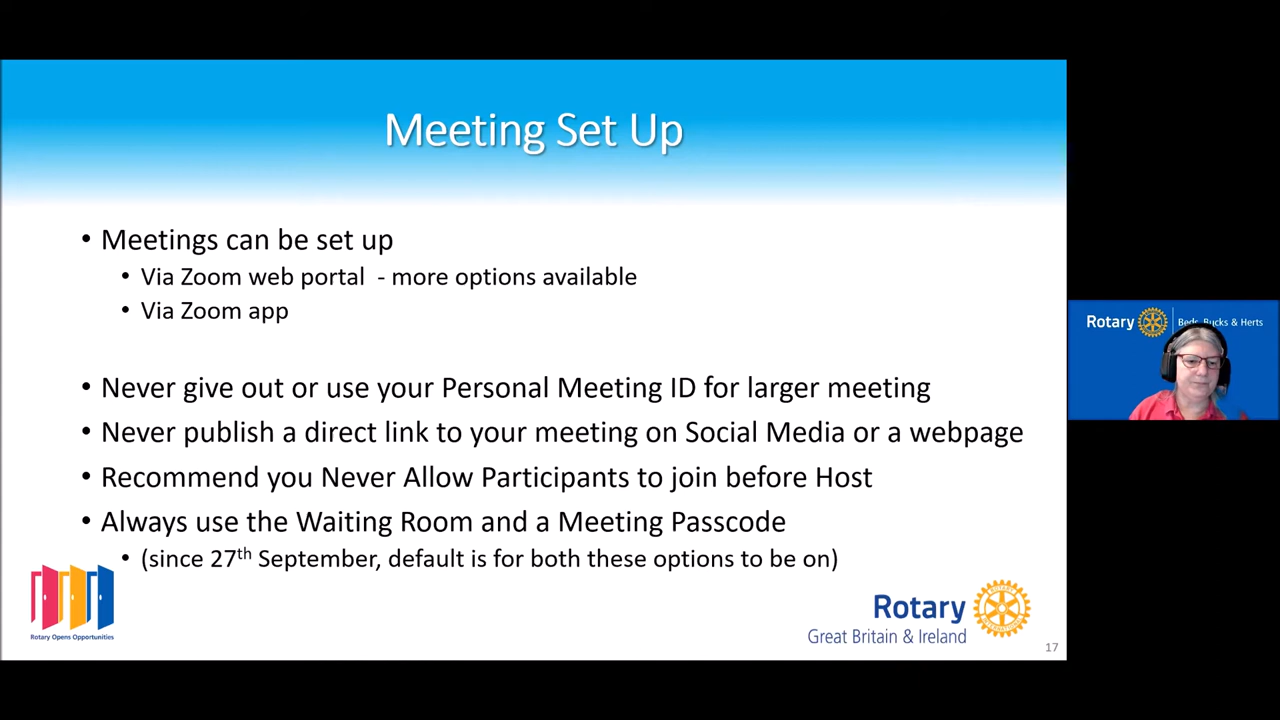 Meeting Set Up
• Meetings can be set up
• Via Zoom web portal - more options available
• Via Zoom app
• Never give out or use your Personal Meeting ID for larger meeting
• Never publish a direct link to your meeting on Social Media or a webpage
• Recommend you Never Allow Participants to join before Host
• Always use the Waiting Room and a Meeting Passcode
• (since 27th September, default is for both these options to be on)
Rotary Opens Opportunities
Rotary
Great Britain & Ireland
17
Rotary
Beds, Bucks & Herts